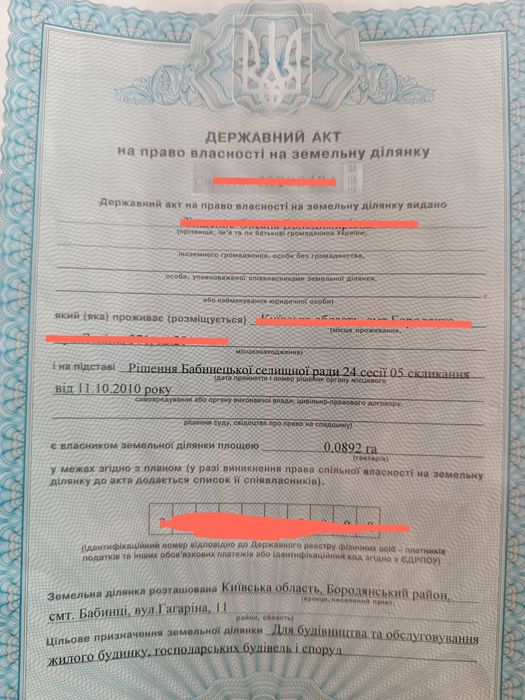 ДЕРЖАВНИЙ АКТ
на право власності на земельну ділянку
UA
UA
UA
Державний акт на право власності на земельну ділянку видано
(прізвище, ім'я та по батькові громадянина України,
іноземного громадянина, особи без громадянства,
особи, уповноваженої співвласниками земельної ділянки,
або найменування юридичної особи)
який (яка) проживає (розміщується)
(місце проживання,
місцезнаходження)
і на підставі Рішення Бабинецької селищної ради 24 сесії 05 скликання
(дата прийняття і номер рішення органу місцевого
від 11.10.2010 року
самоврядування або органу виконавчої влади, цивільно-правового договору,
рішення суду, свідоцтва про право на спадщину)
є власником земельної ділянки площею 0,0892 га
(гектарів)
у межах згідно з планом (у разі виникнення права спільної власності на земельну
ділянку до акта додається список її співвласників).
(ідентифікаційний номер відповідно до Державного реєстру фізичних осіб – платників
податків та інших обов'язкових платежів або ідентифікаційний код згідно з ЄДРПОУ)
Земельна ділянка розташована Київська область, Бородянський район,
(вулиця, населений пункт,
смт. Бабинці, вул.Гагаріна, 11
район, область)
Цільове призначення земельної ділянки Для будівництва та обслуговування
жилого будинку, господарських будівель і споруд